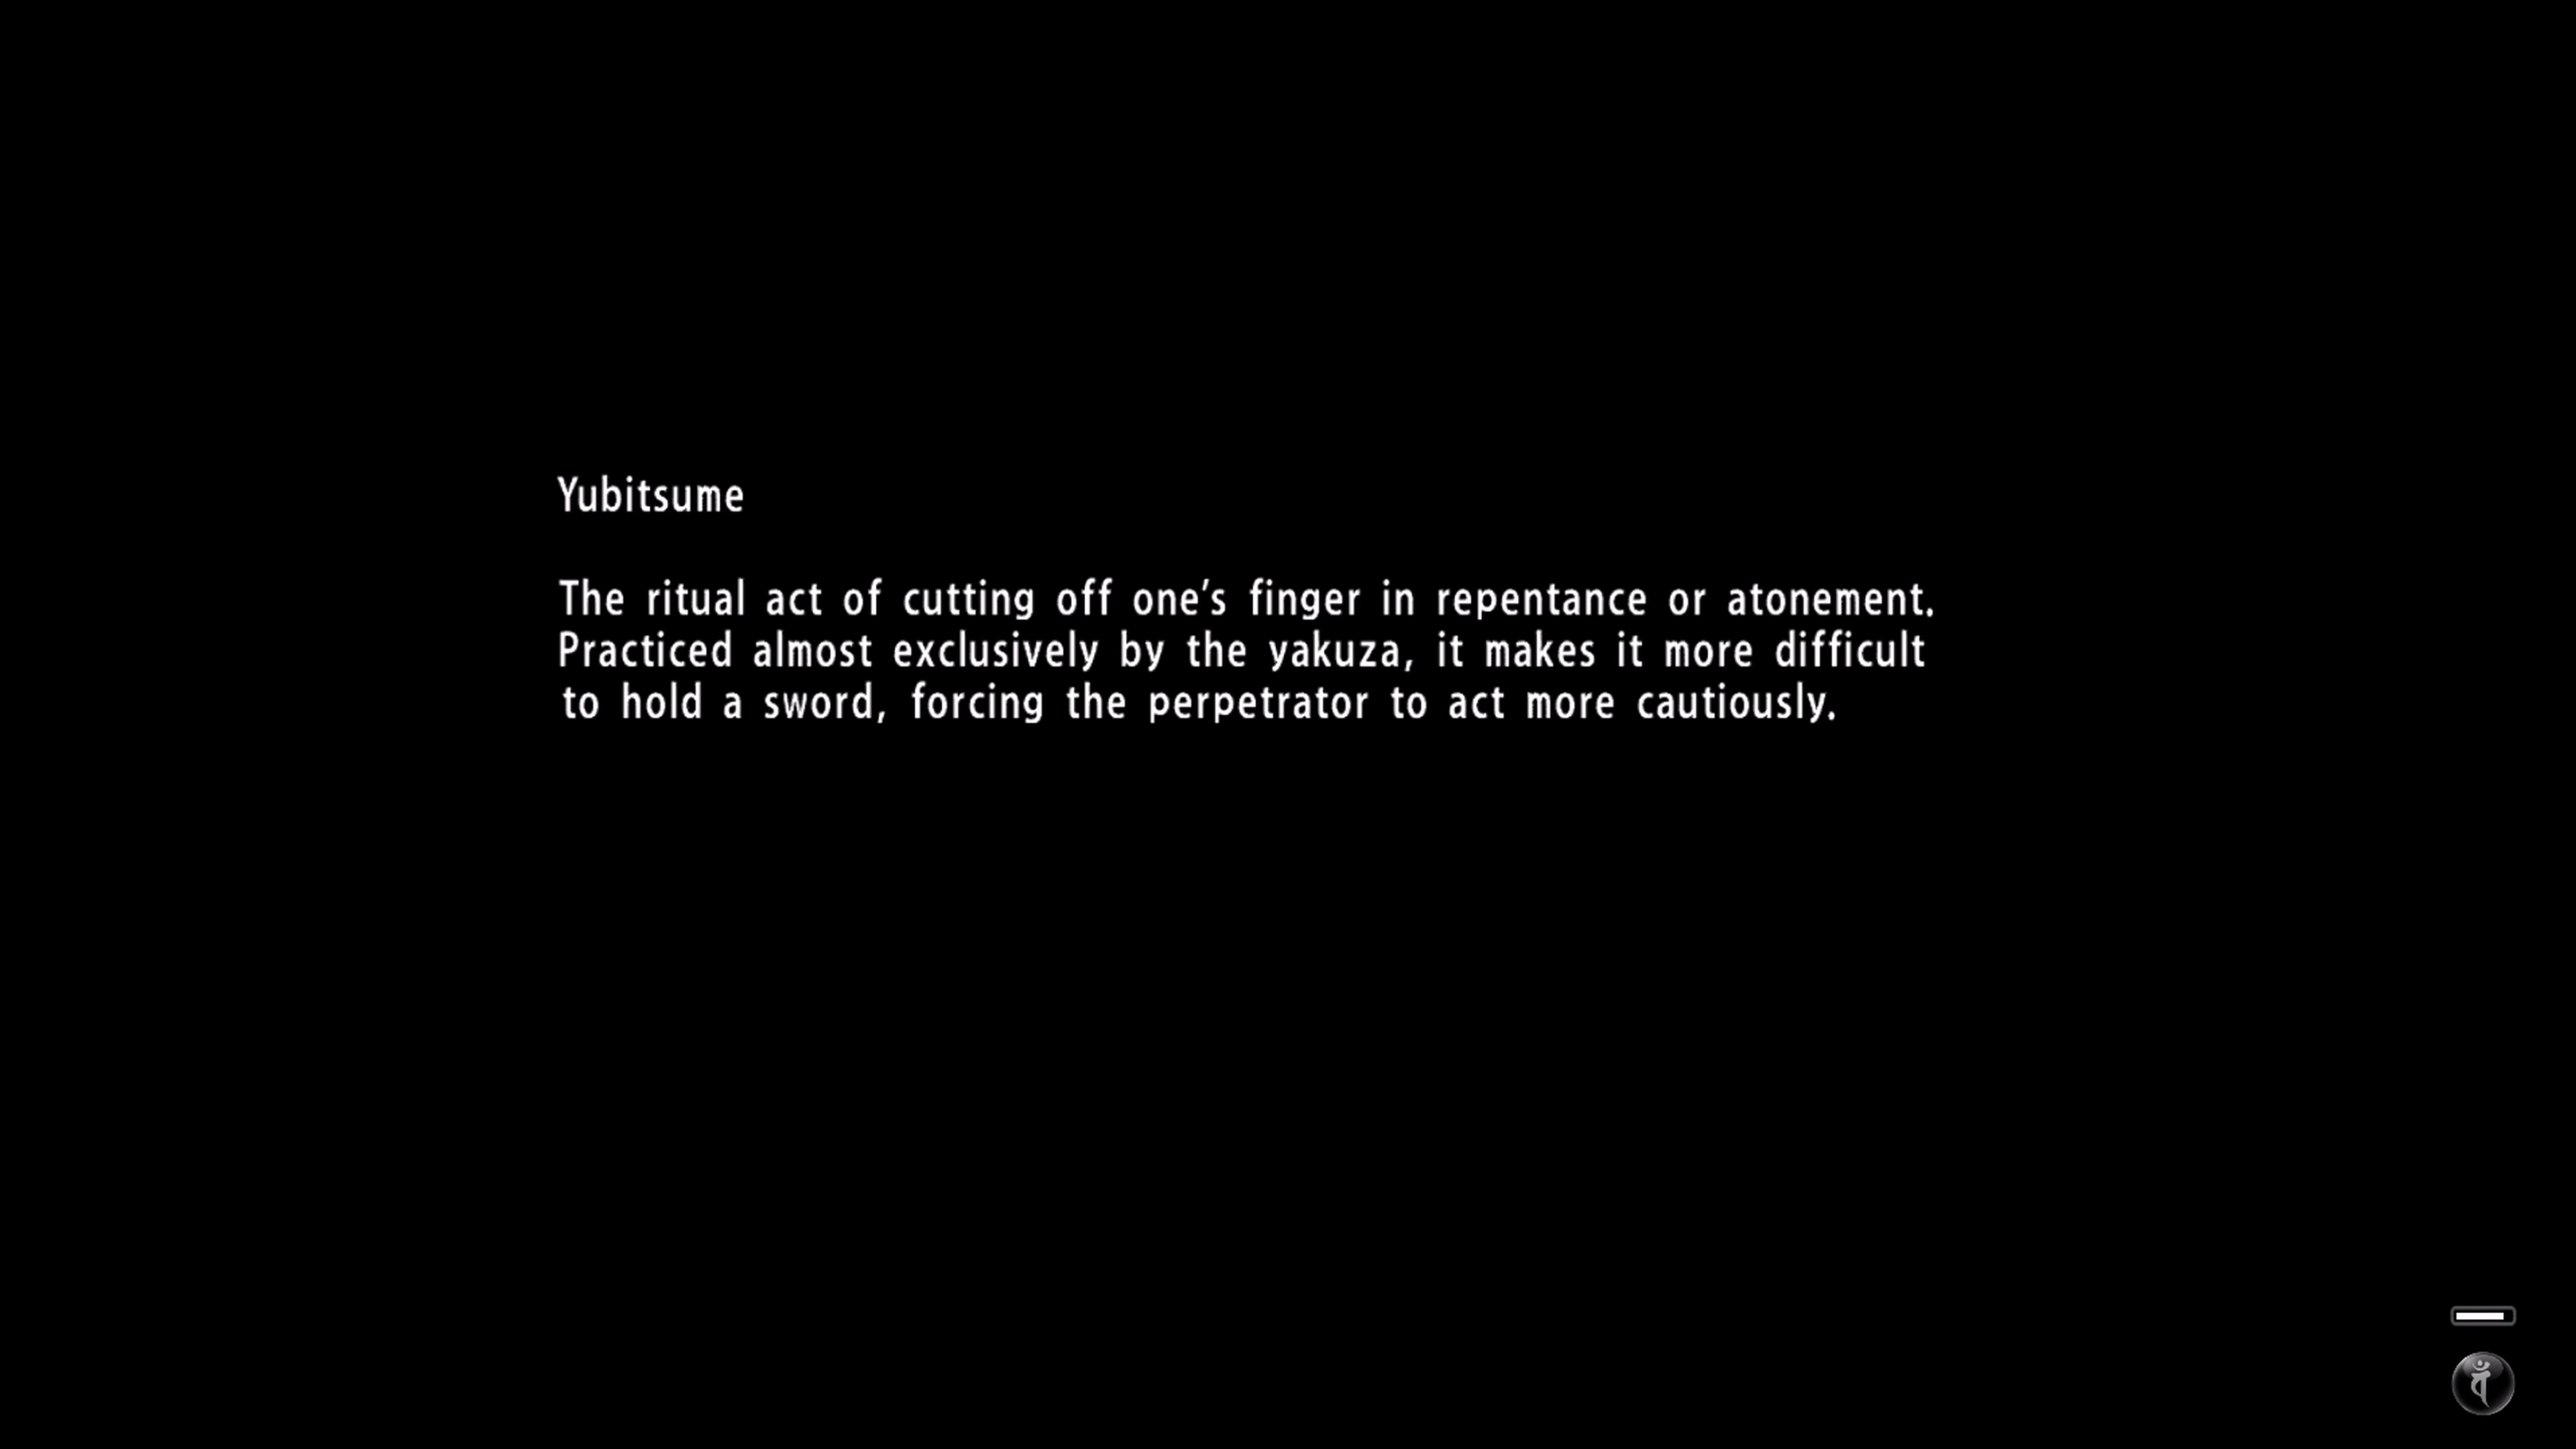 Yubitsume
The ritual act of cutting off one’s finger in repentance or atonement.
Practiced almost exclusively by the yakuza, it makes it more difficult
to hold a sword, forcing the perpetrator to act more cautiously.